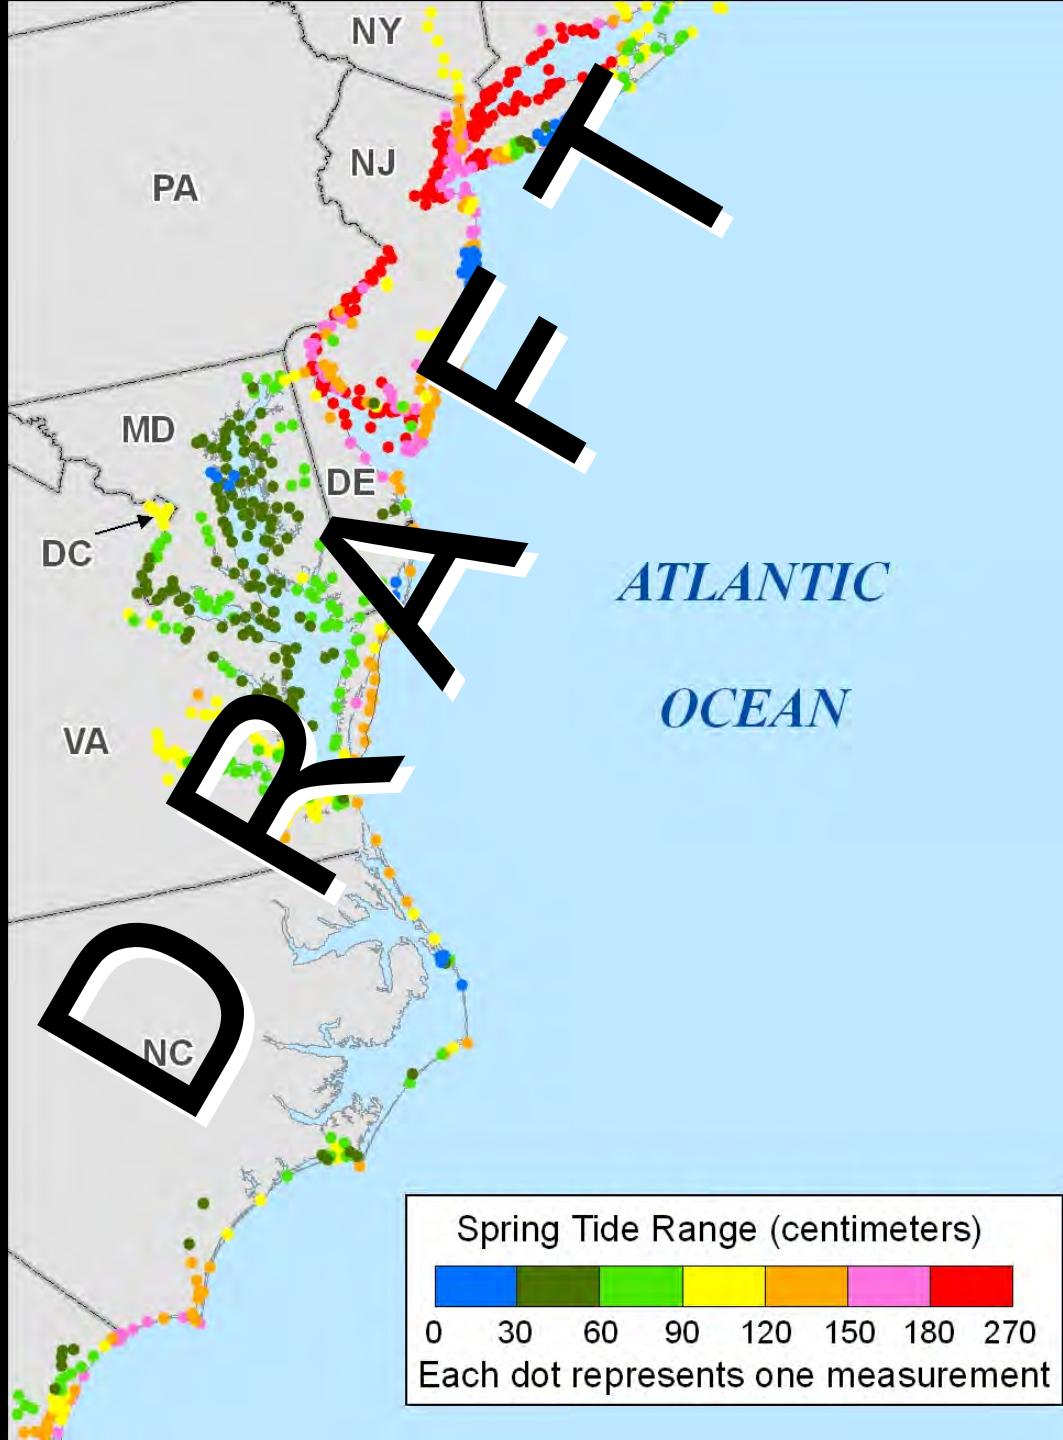 NY
NJ
PA
MD
DE
DC
VA
NC
ATLANTIC
OCEAN
DRAFT
Spring Tide Range (centimeters)
0 30 60 90 120 150 180 270
Each dot represents one measurement